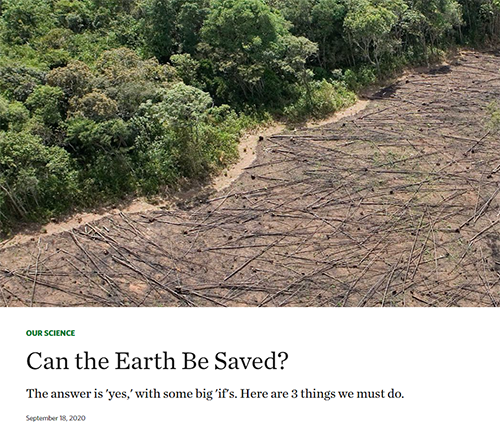 OUR SCIENCE
Can the Earth Be Saved?
The answer is 'yes,' with some big 'if's. Here are 3 things we must do.
September 18, 2020